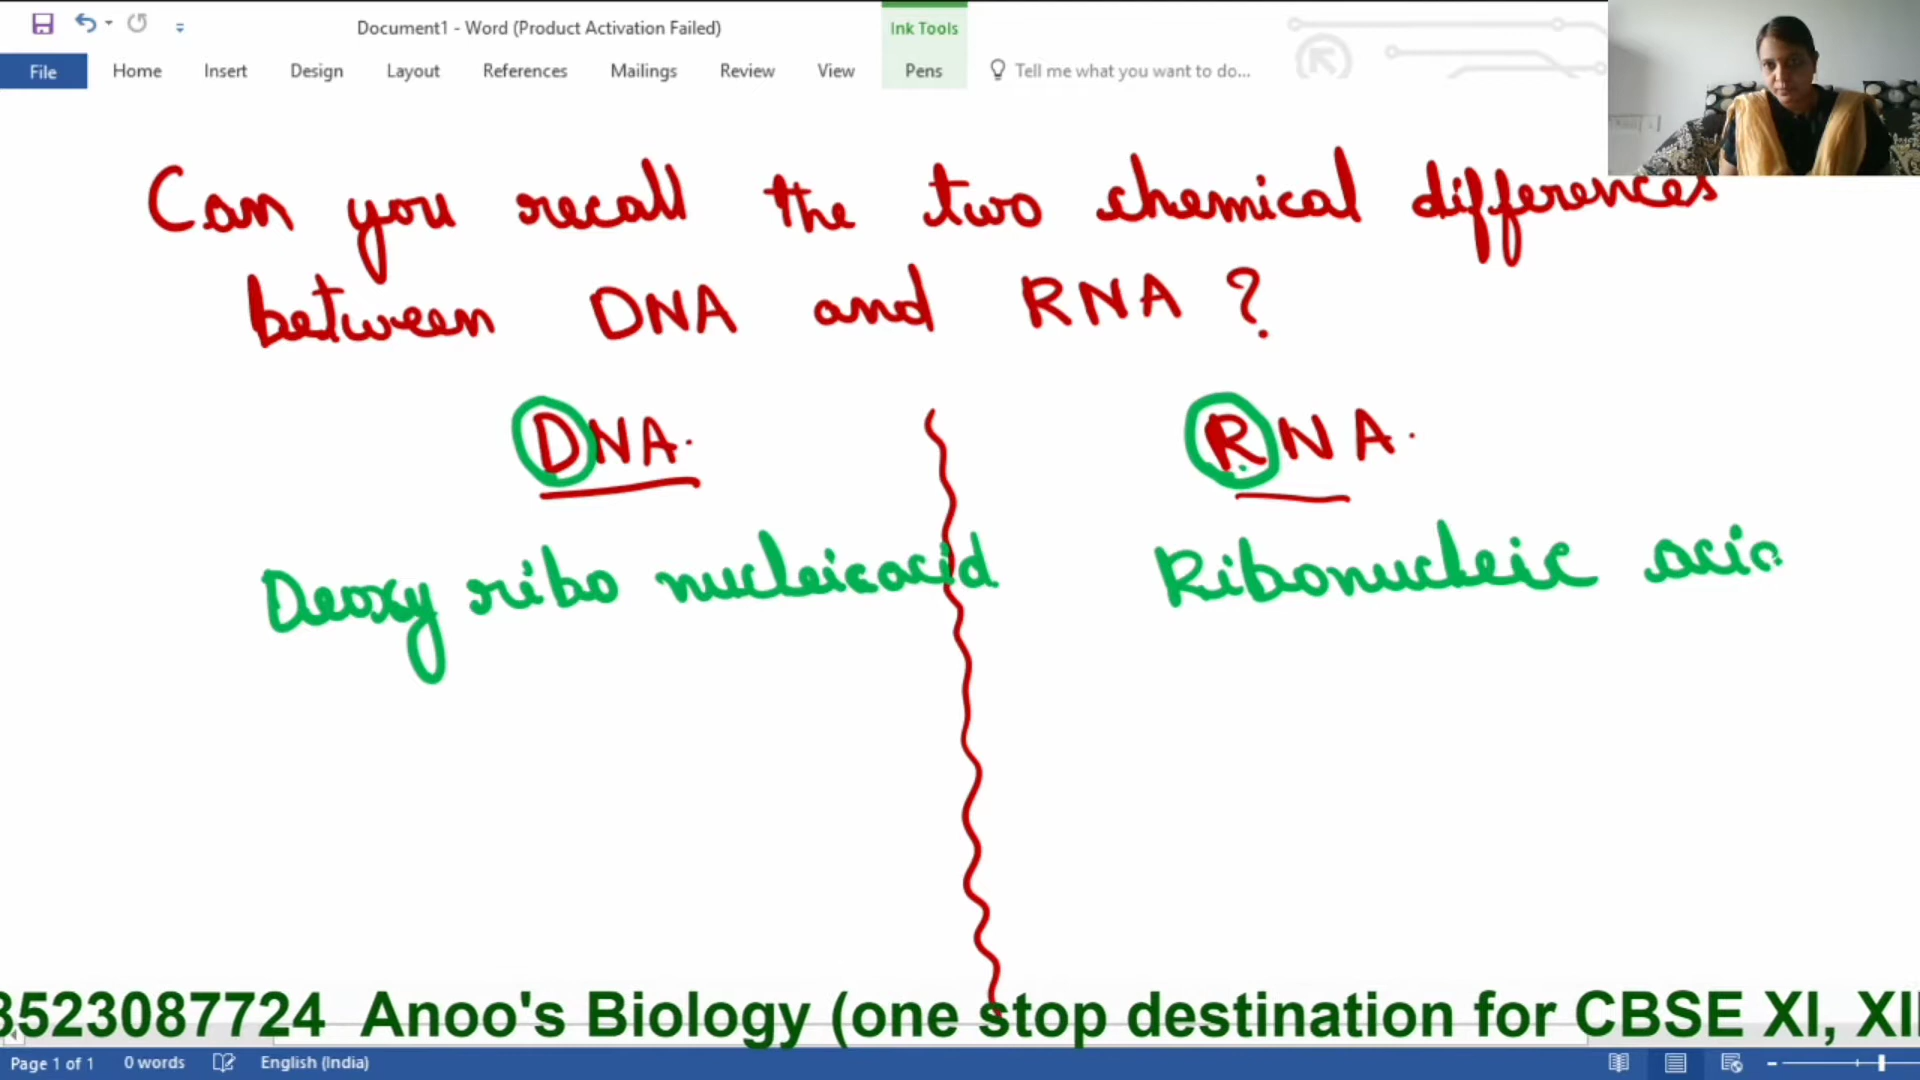 Document1 - Word (Product Activation Failed)
Ink Tools
File Home Insert Design Layout References Mailings Review View Pens Tell me what you want to do...
Can you recall the two chemical differences
between DNA and RNA ?
DNA. RNA.
Deoxy ribo nucleic acid Ribonucleic acid
8523087724 Anoo's Biology (one stop destination for CBSE XI, XII
Page 1 of 1 0 words English (India)